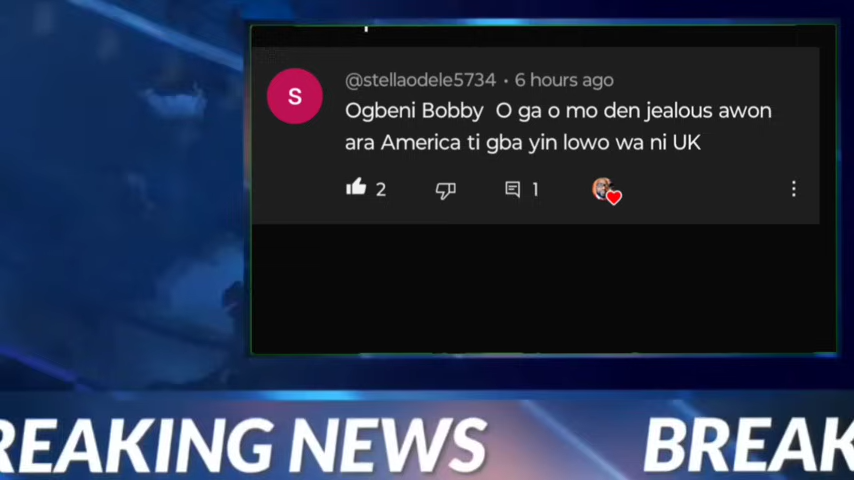 @stellaodele5734 · 6 hours ago
S
Ogbeni Bobby O ga o mo den jealous awon
ara America ti gba yin lowo wa ni UK
2
1
REAKING NEWS
BREAK